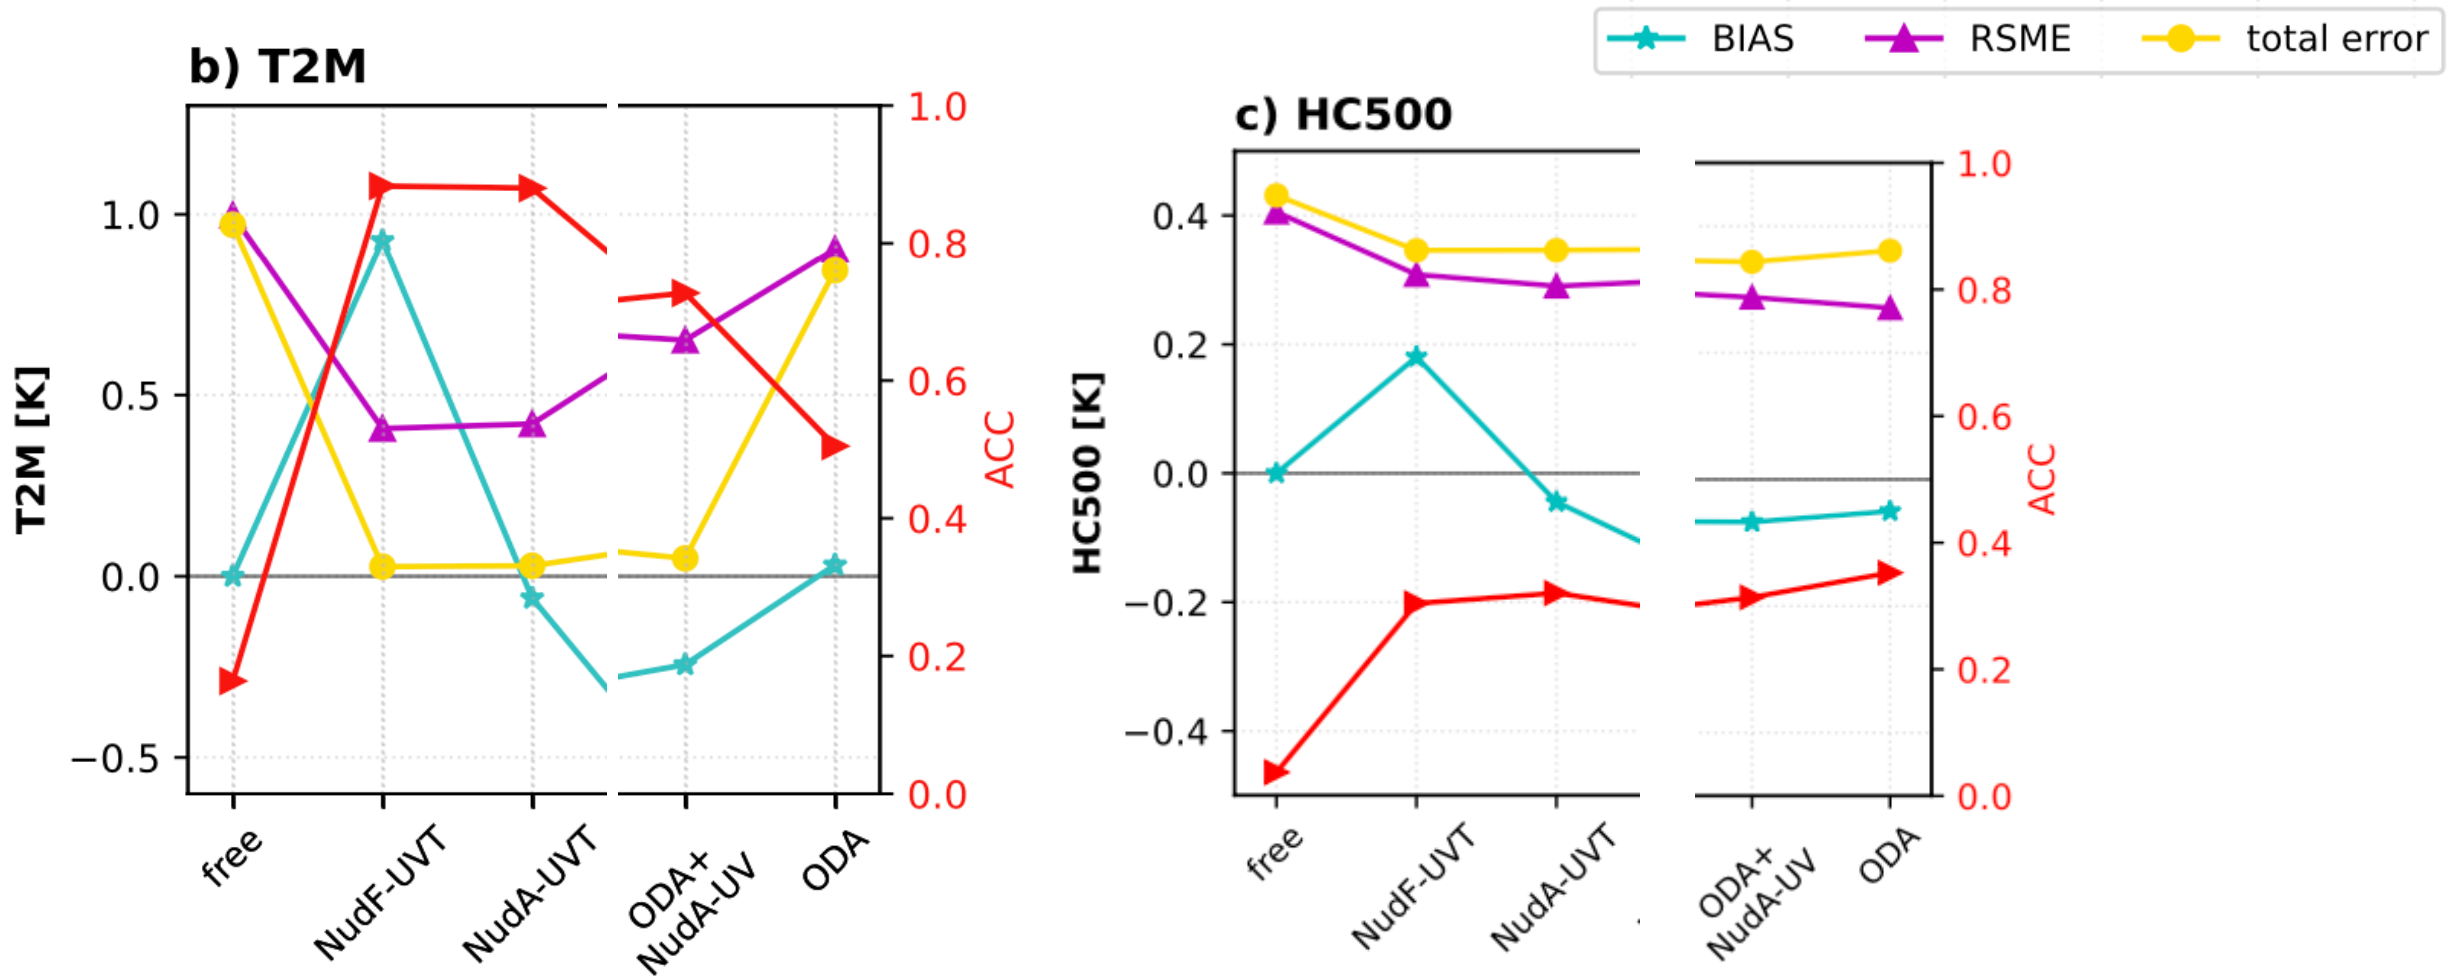 BIAS RSME total error
b) T2M
1.0
0.5
0.0
−0.5
T2M [K]
1.0
0.8
0.6
0.4
0.2
0.0
ACC
free
NudF-UVT
NudA-UVT
ODA+
NudA-UV
ODA
c) HC500
0.4
0.2
0.0
−0.2
−0.4
HC500 [K]
1.0
0.8
0.6
0.4
0.2
0.0
ACC
free
NudF-UVT
NudA-UVT
ODA+
NudA-UV
ODA